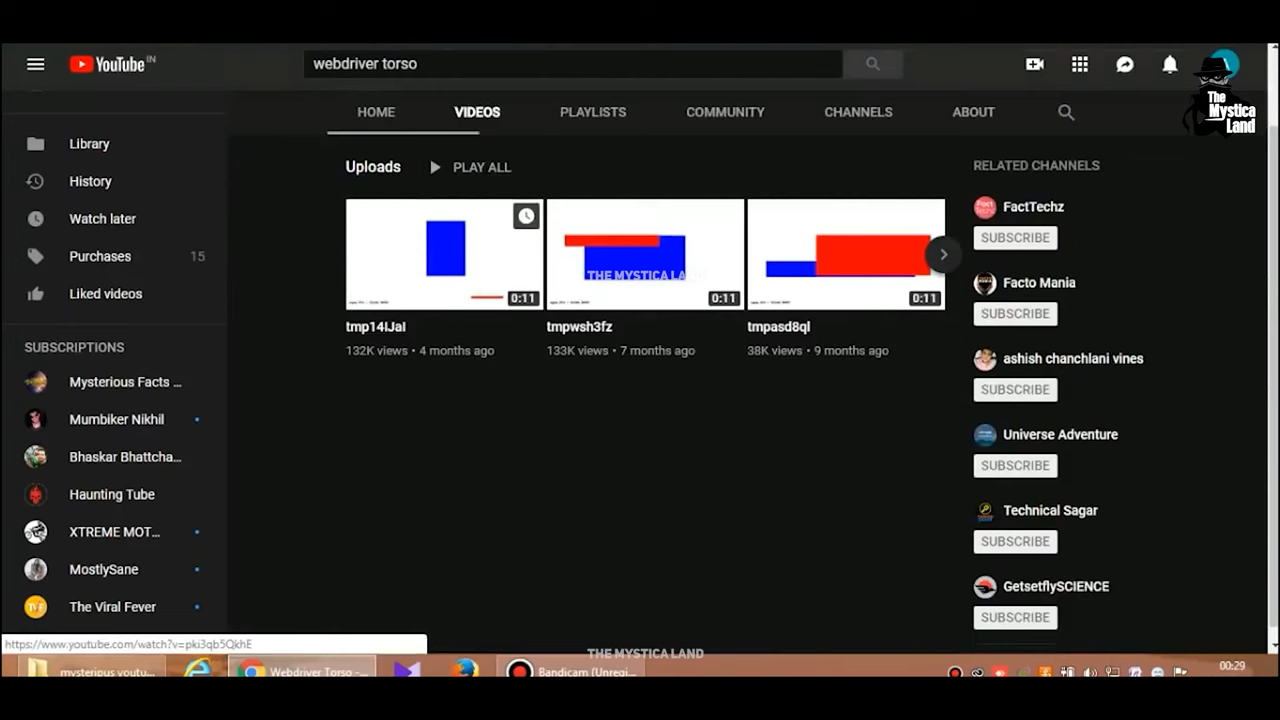 YouTube IN
webdriver torso
The
Mystica
Land
HOME VIDEOS PLAYLISTS COMMUNITY CHANNELS ABOUT
Library
History
Watch later
Purchases 15
Liked videos
SUBSCRIPTIONS
Mysterious Facts ...
Mumbiker Nikhil
Bhaskar Bhattcha...
Haunting Tube
XTREME MOT...
MostlySane
The Viral Fever
Uploads PLAY ALL
0:11
THE MYSTICA LAND
0:11
0:11
tmp14IJaI
132K views • 4 months ago
tmpwsh3fz
133K views • 7 months ago
tmpasd8ql
38K views • 9 months ago
RELATED CHANNELS
FactTechz
SUBSCRIBE
Facto Mania
SUBSCRIBE
ashish chanchlani vines
SUBSCRIBE
Universe Adventure
SUBSCRIBE
Technical Sagar
SUBSCRIBE
GetsetflySCIENCE
SUBSCRIBE
https://www.youtube.com/watch?v=pki3qb5QkhE
THE MYSTICA LAND
mysterious youtu...
Webdriver Torso -...
Bandicam (Unregi...
00:29